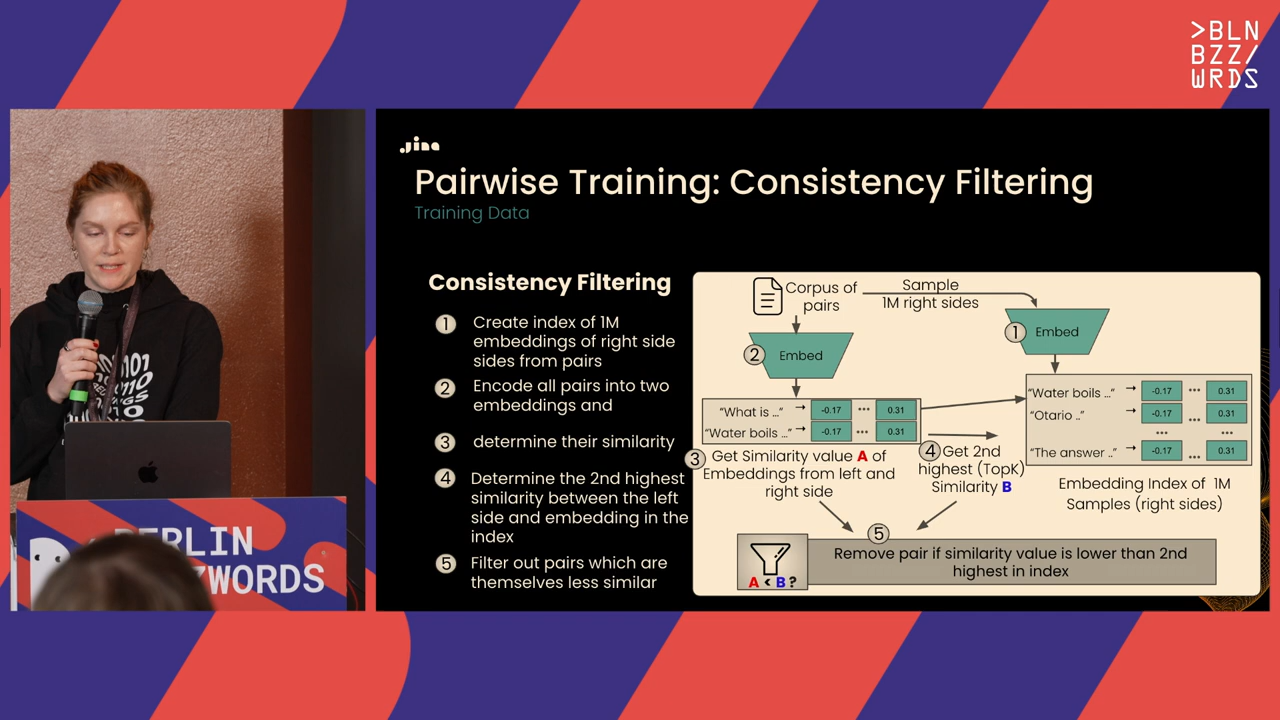 >BLN
BZZ/
WRDS
.jina
Pairwise Training: Consistency Filtering
Training Data
Consistency Filtering
1 Create index of 1M
embeddings of right side
sides from pairs
2 Encode all pairs into two
embeddings and
3 determine their similarity
4 Determine the 2nd highest
similarity between the left
side and embedding in the
index
5 Filter out pairs which are
themselves less similar
Corpus of
pairs
Sample
1M right sides
1 Embed
2 Embed
"What is ..." → -0.17 ... 0.31
"Water boils ..." → -0.17 ... 0.31
"Water boils ..." → -0.17 ... 0.31
"Otario .." -0.17 ... 0.31
... ...
"The answer .." → -0.17 ... 0.31
3 Get Similarity value A of
Embeddings from left and
right side
4 Get 2nd
highest (TopK)
Similarity B
Embedding Index of 1M
Samples (right sides)
5
Remove pair if similarity value is lower than 2nd
highest in index
A < B ?
BERLIN
WORDS